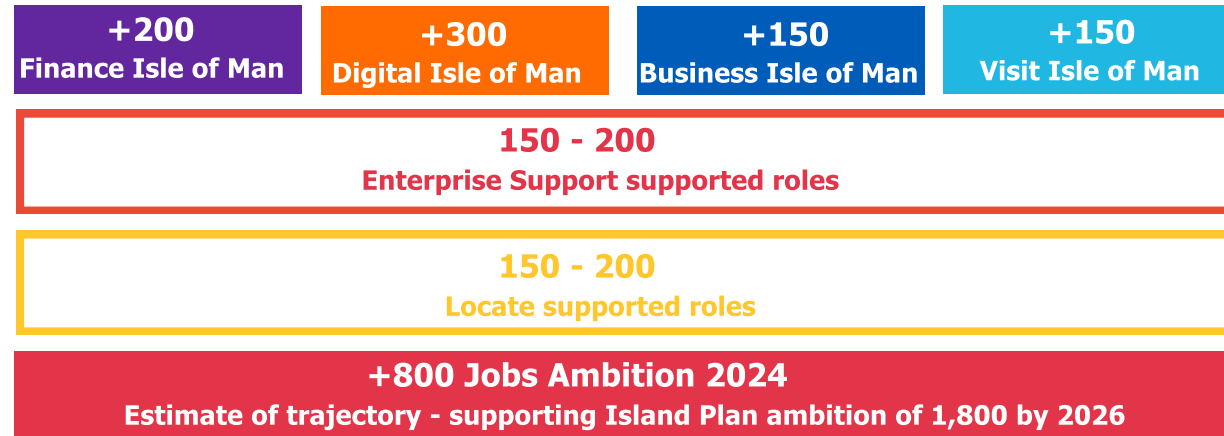 +200
Finance Isle of Man
+300
Digital Isle of Man
+150
Business Isle of Man
+150
Visit Isle of Man
150 - 200
Enterprise Support supported roles
150 - 200
Locate supported roles
+800 Jobs Ambition 2024
Estimate of trajectory - supporting Island Plan ambition of 1,800 by 2026